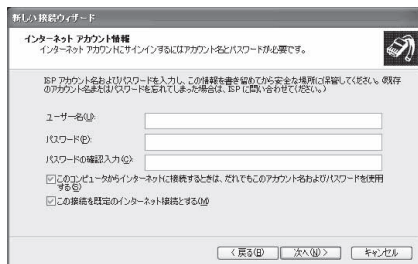 新しい接続ウィザード
インターネット アカウント情報
インターネット アカウントにサインインするにはアカウント名とパスワードが必要です。
ISP アカウント名およびパスワードを入力し、この情報を書き留めてから安全な場所に保管してください。(既存
のアカウント名またはパスワードを忘れてしまった場合は、ISP に問い合わせてください。)
ユーザー名(U):
パスワード(P):
パスワードの確認入力(C):
このコンピュータからインターネットに接続するときは、だれでもこのアカウント名およびパスワードを使用
する(S)
この接続を既定のインターネット接続とする(M)
< 戻る(B)
次へ(N) >
キャンセル